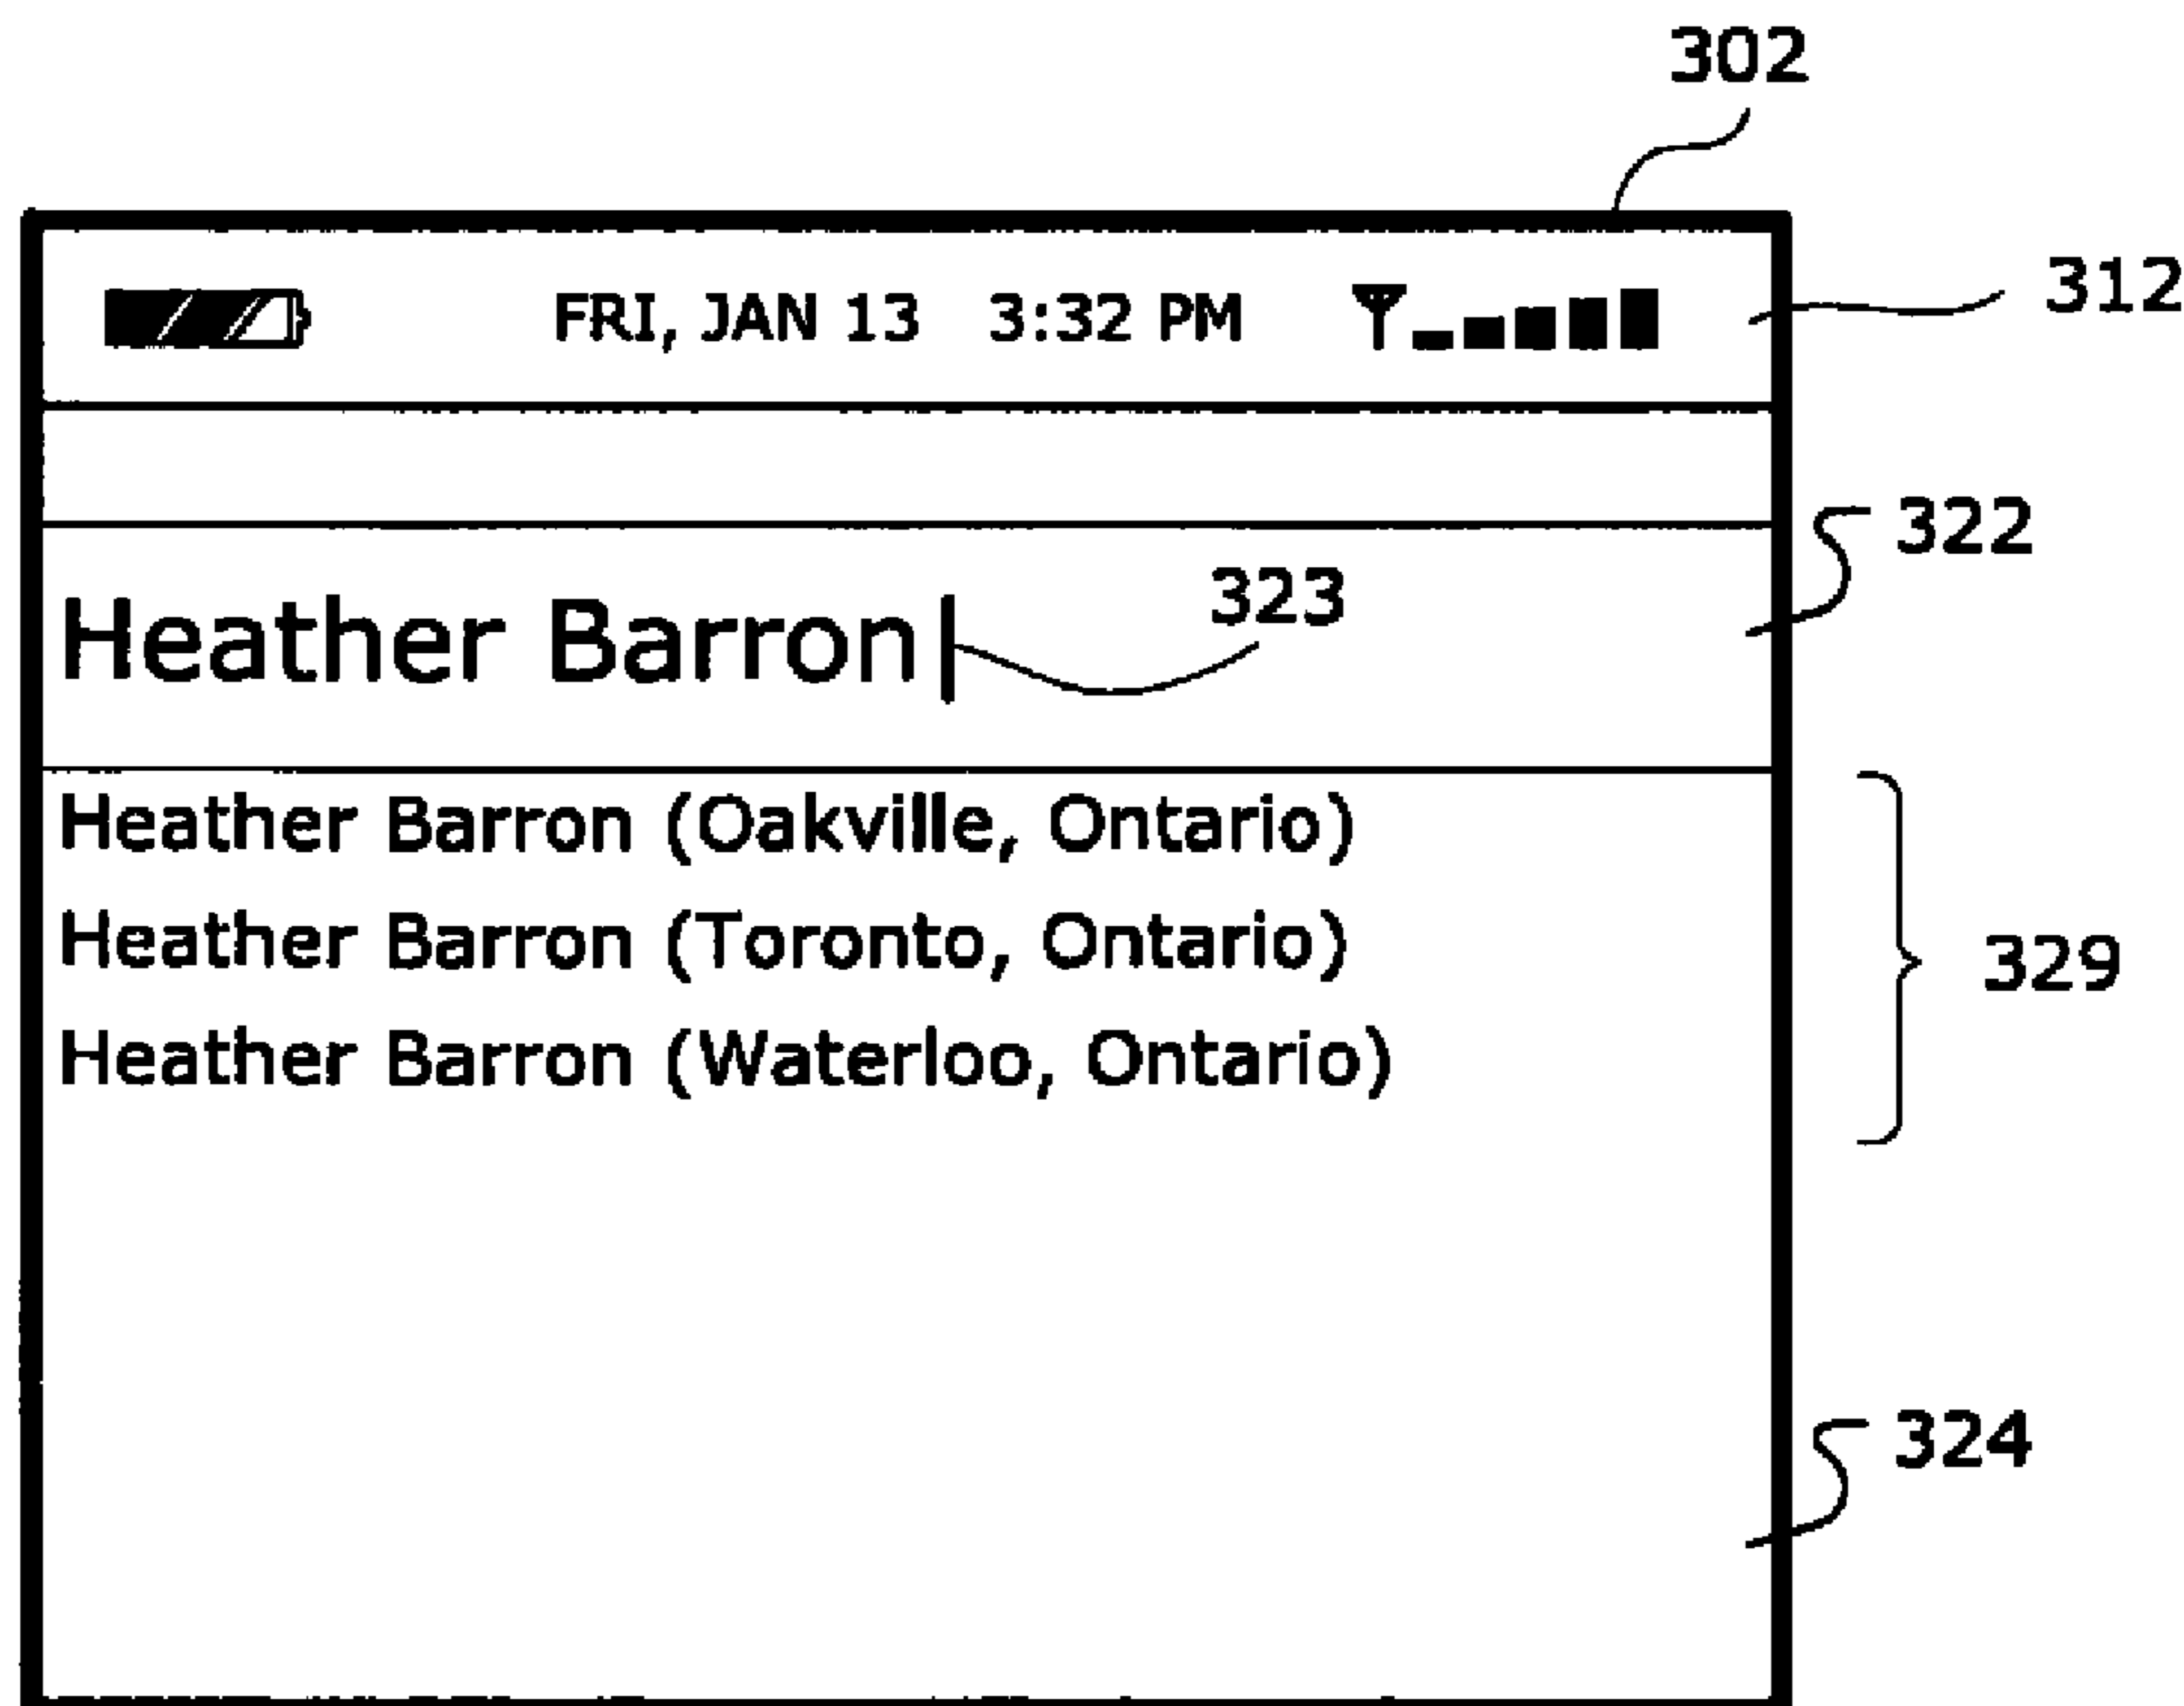 302
FRI, JAN 13 3:32 PM 312
322
Heather Barron 323
Heather Barron (Oakville, Ontario)
Heather Barron (Toronto, Ontario)
329
Heather Barron (Waterloo, Ontario)
324